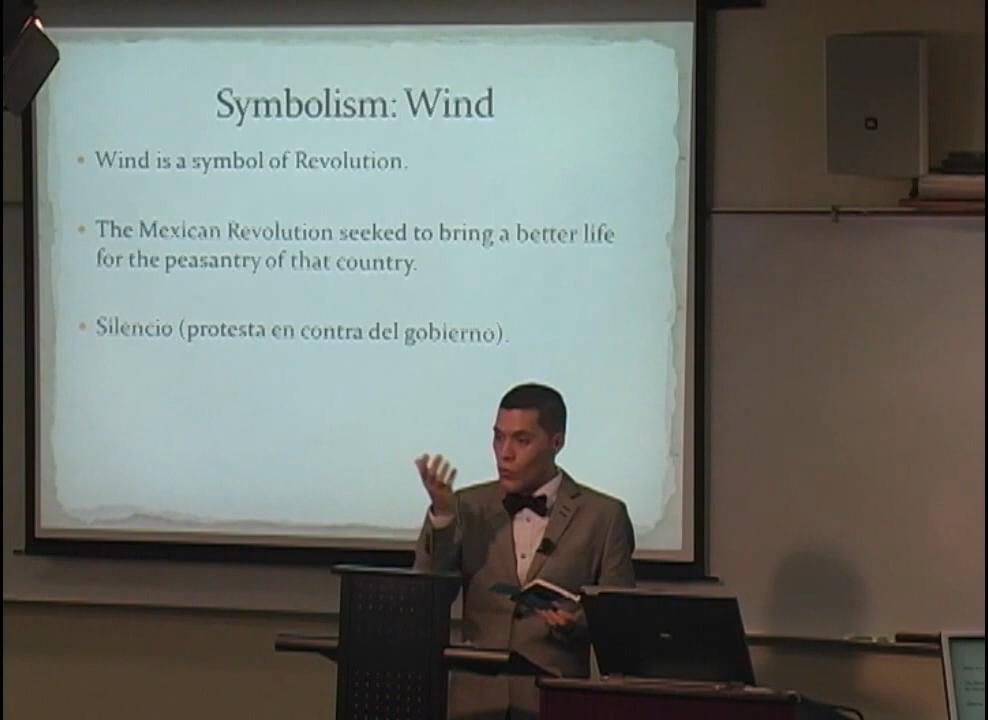 Symbolism: Wind
• Wind is a symbol of Revolution.
• The Mexican Revolution seeked to bring a better life
for the peasantry of that country.
• Silencio (protesta en contra del gobierno).